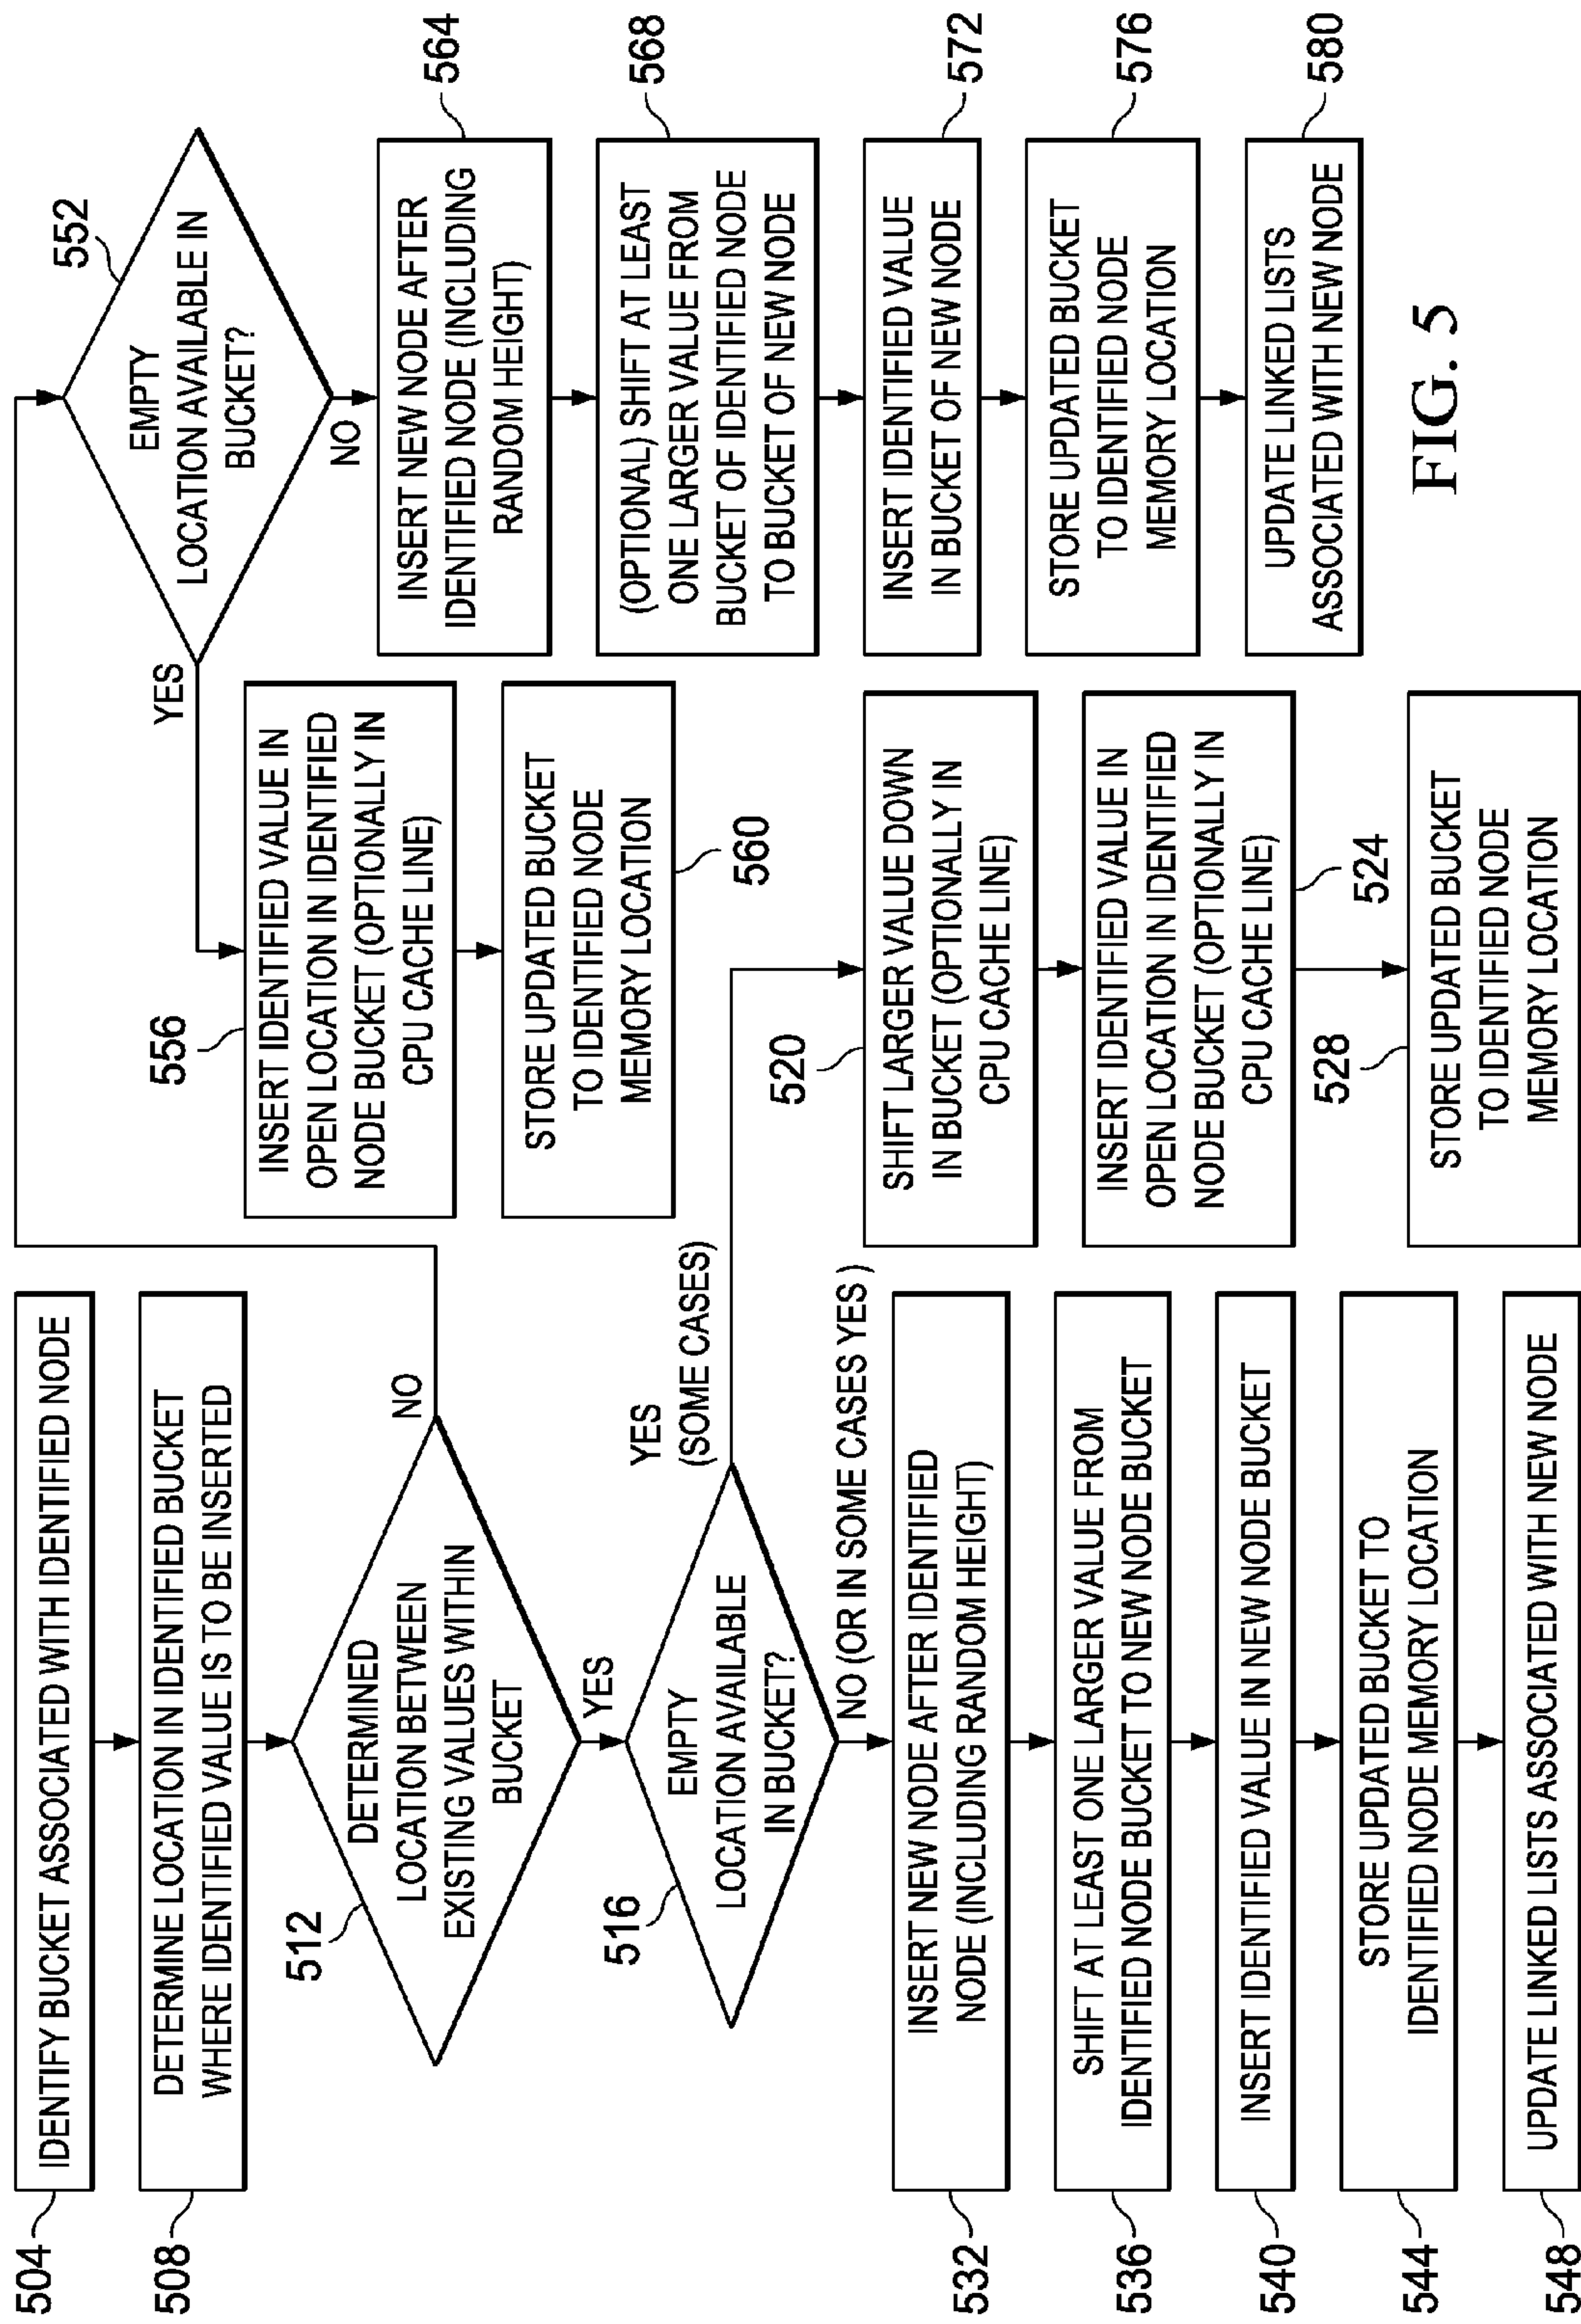 504
IDENTIFY BUCKET ASSOCIATED WITH IDENTIFIED NODE
508
DETERMINE LOCATION IN IDENTIFIED BUCKET
WHERE IDENTIFIED VALUE IS TO BE INSERTED
512
DETERMINED
LOCATION BETWEEN
EXISTING VALUES WITHIN
BUCKET
NO
YES
516
EMPTY
LOCATION AVAILABLE
IN BUCKET?
YES
(SOME CASES)
NO (OR IN SOME CASES YES )
532
INSERT NEW NODE AFTER IDENTIFIED
NODE (INCLUDING RANDOM HEIGHT)
536
SHIFT AT LEAST ONE LARGER VALUE FROM
IDENTIFIED NODE BUCKET TO NEW NODE BUCKET
540
INSERT IDENTIFIED VALUE IN NEW NODE BUCKET
544
STORE UPDATED BUCKET TO
IDENTIFIED NODE MEMORY LOCATION
548
UPDATE LINKED LISTS ASSOCIATED WITH NEW NODE
520
SHIFT LARGER VALUE DOWN
IN BUCKET (OPTIONALLY IN
CPU CACHE LINE)
INSERT IDENTIFIED VALUE IN
OPEN LOCATION IN IDENTIFIED
NODE BUCKET (OPTIONALLY IN
CPU CACHE LINE)
524
528
STORE UPDATED BUCKET
TO IDENTIFIED NODE
MEMORY LOCATION
552
EMPTY
LOCATION AVAILABLE IN
BUCKET?
YES
NO
556
INSERT IDENTIFIED VALUE IN
OPEN LOCATION IN IDENTIFIED
NODE BUCKET (OPTIONALLY IN
CPU CACHE LINE)
STORE UPDATED BUCKET
TO IDENTIFIED NODE
MEMORY LOCATION
560
INSERT NEW NODE AFTER
IDENTIFIED NODE (INCLUDING
RANDOM HEIGHT)
564
(OPTIONAL) SHIFT AT LEAST
ONE LARGER VALUE FROM
BUCKET OF IDENTIFIED NODE
TO BUCKET OF NEW NODE
568
INSERT IDENTIFIED VALUE
IN BUCKET OF NEW NODE
572
STORE UPDATED BUCKET
TO IDENTIFIED NODE
MEMORY LOCATION
576
UPDATE LINKED LISTS
ASSOCIATED WITH NEW NODE
580
FIG. 5